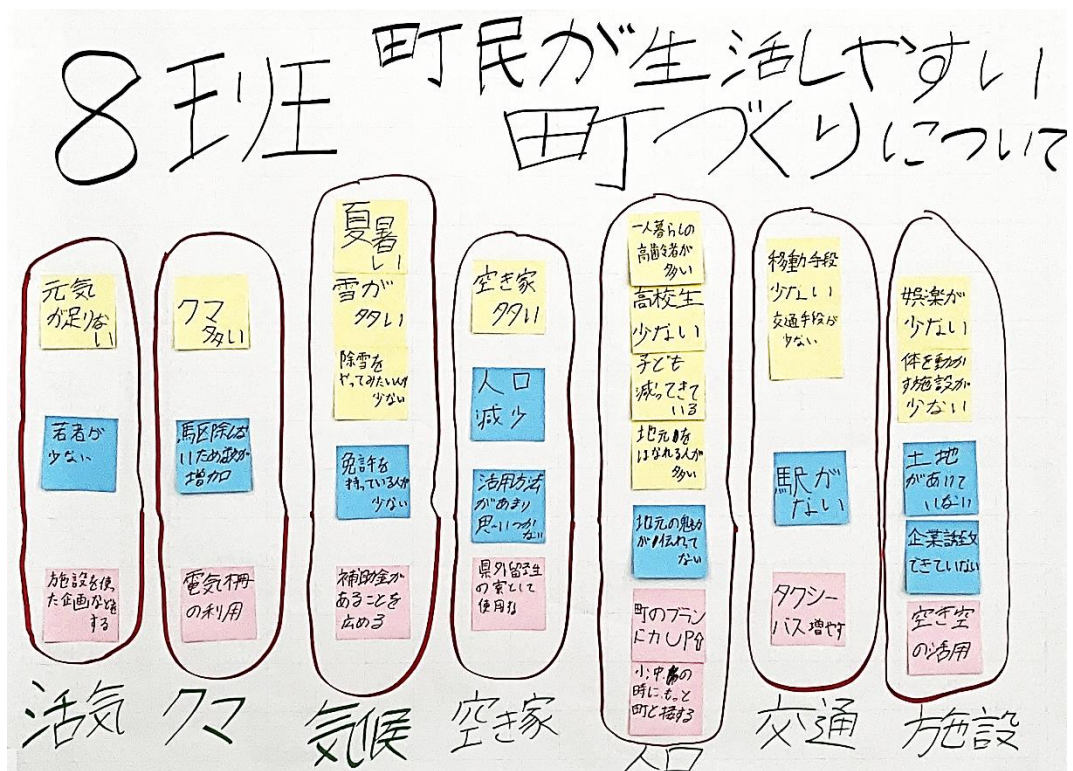 8班
町民が生活しやすい
町づくりについて
元気
が足りない
若者が
少ない
施設を使っ
た企画などを
する
活気
クマ
多い
駆除しな
いため
増加
電気柵
の利用
クマ
夏暑
しい
雪が
多い
除雪を
やってみたい
少ない
免許を
持っている人が
少ない
補助金が
あることを
広める
気候
空き家
多い
人口
減少
活用方法
があまり
思いつかない
県外留学生
の寮として
使用
空き家
一人暮らしの
高齢者が
多い
高校生
少ない
子ども
減ってきて
いる
地元を
はなれる人が
多い
地元の魅力
が伝わって
ない
町のブラン
ド力UP
小、中の
時にもっと
町と接する
人口
移動手段
少ない
交通手段が
少ない
駅が
ない
タクシー
バス増やす
交通
娯楽が
少ない
体を動か
す施設が
少ない
土地
があいて
いない
企業誘致
できていない
空き空
の活用
施設